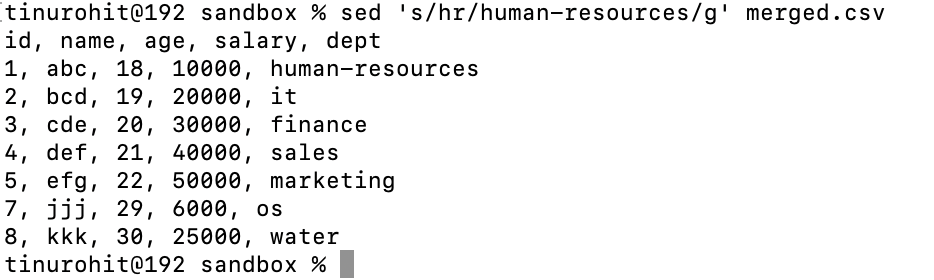 tinurohit@192 sandbox % sed 's/hr/human-resources/g' merged.csv
id, name, age, salary, dept
1, abc, 18, 10000, human-resources
2, bcd, 19, 20000, it
3, cde, 20, 30000, finance
4, def, 21, 40000, sales
5, efg, 22, 50000, marketing
7, jjj, 29, 6000, os
8, kkk, 30, 25000, water
tinurohit@192 sandbox %